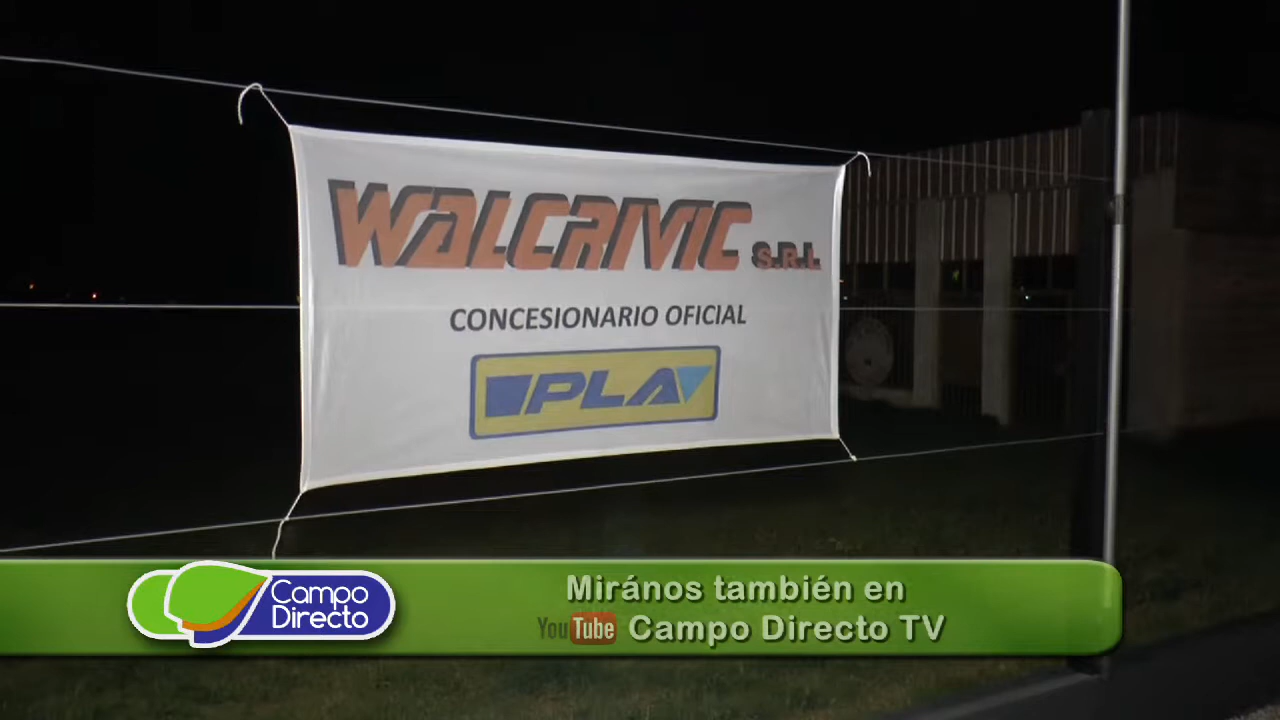 WALCRIVIC S.R.L
CONCESIONARIO OFICIAL
PLA
Campo
Directo
Mirános también en
YouTube Campo Directo TV